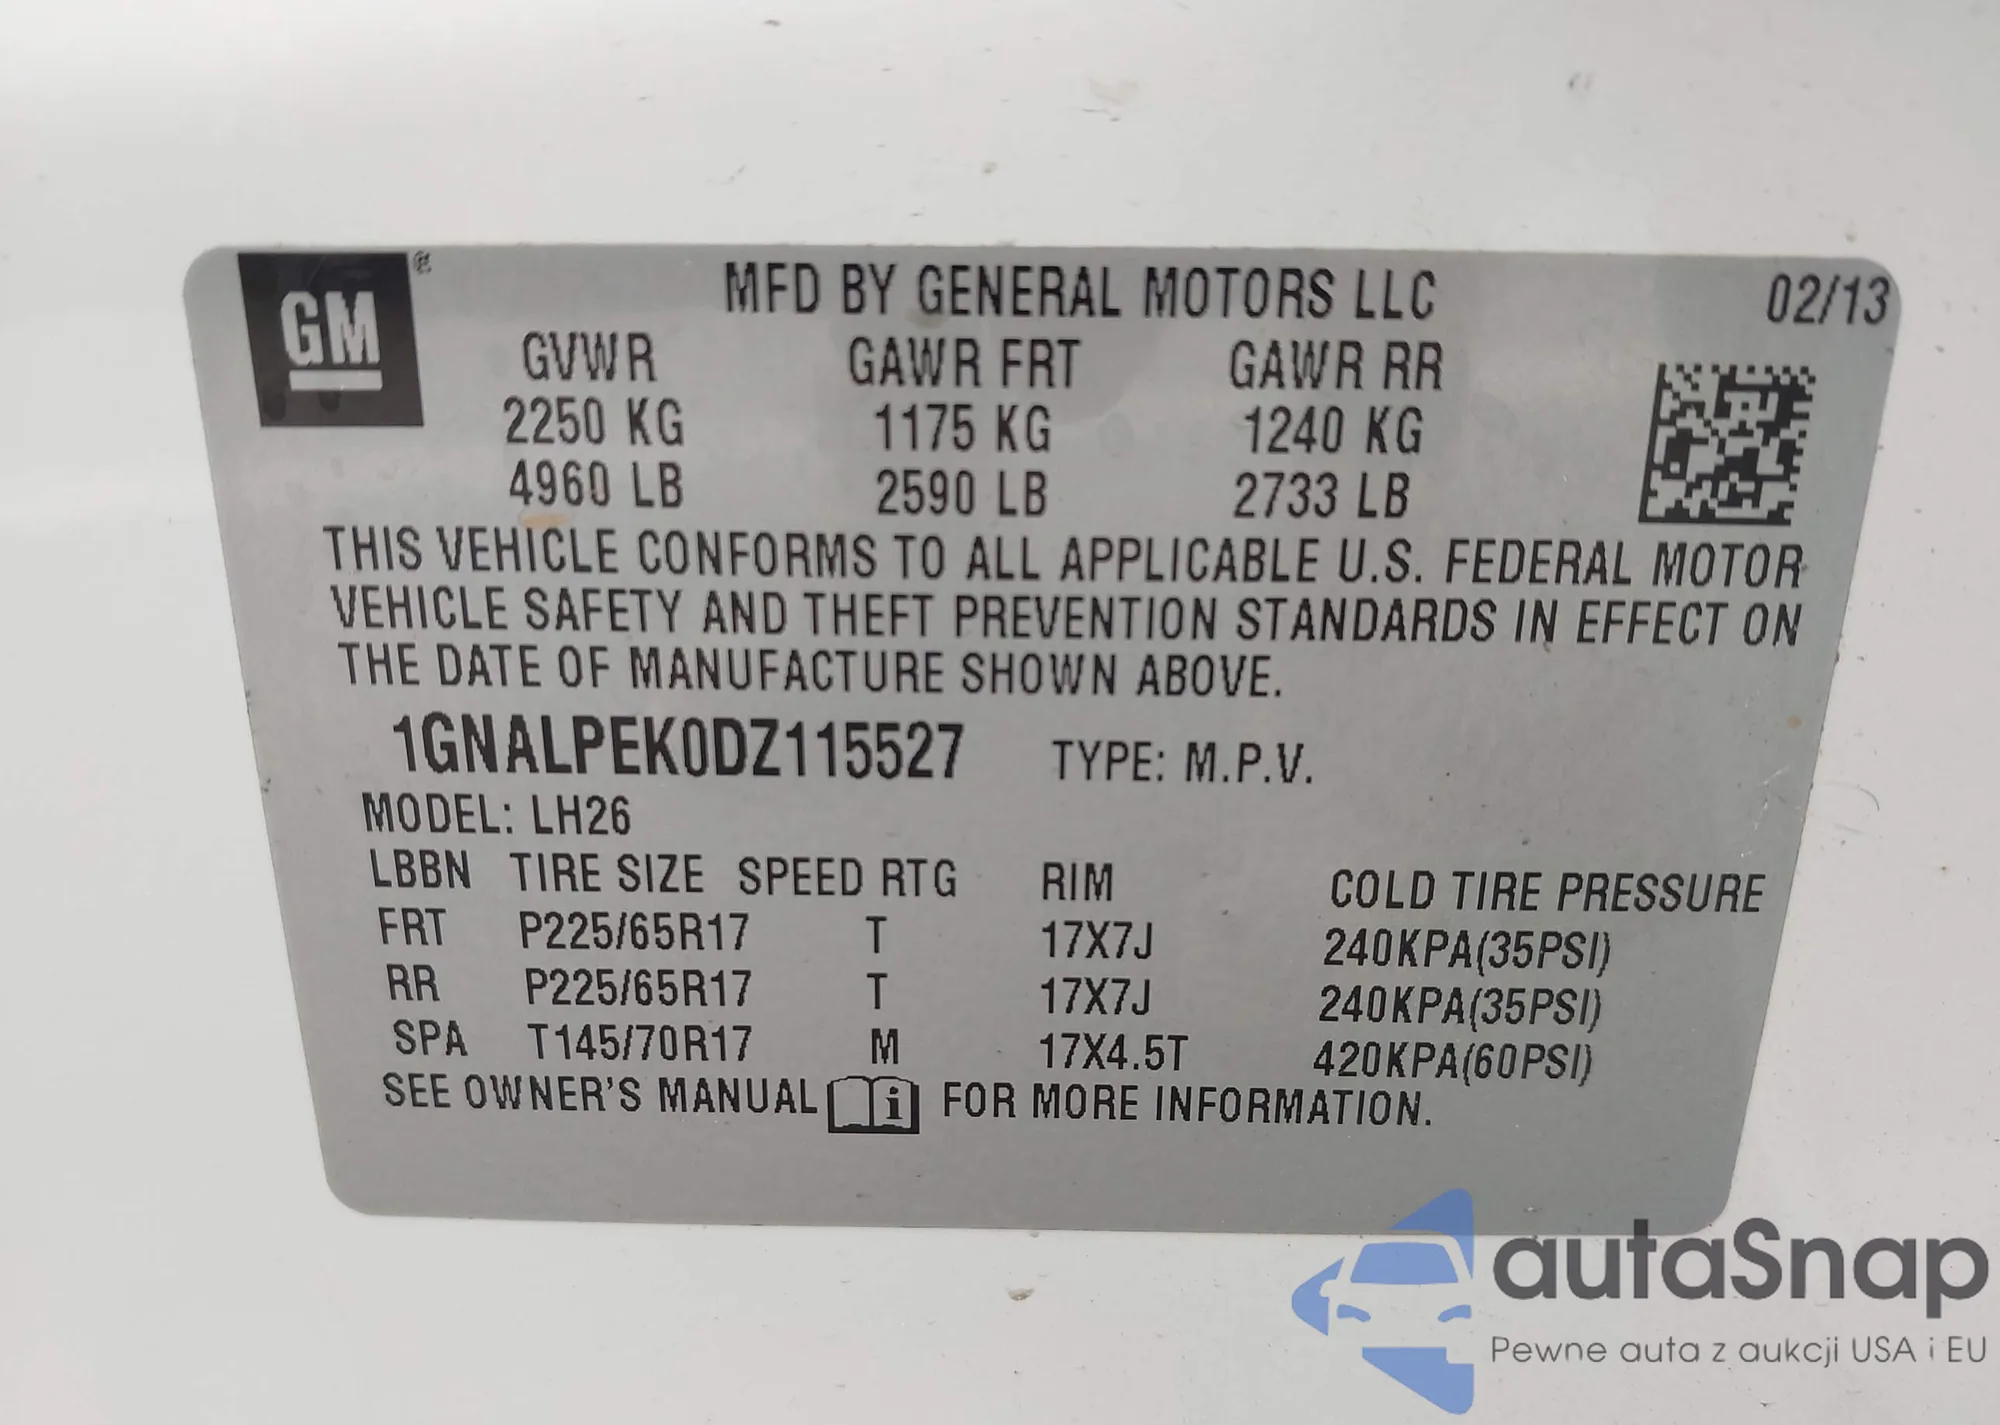 GM ®
MFD BY GENERAL MOTORS LLC 02/13
GVWR GAWR FRT GAWR RR
2250 KG 1175 KG 1240 KG
4960 LB 2590 LB 2733 LB
THIS VEHICLE CONFORMS TO ALL APPLICABLE U.S. FEDERAL MOTOR
VEHICLE SAFETY AND THEFT PREVENTION STANDARDS IN EFFECT ON
THE DATE OF MANUFACTURE SHOWN ABOVE.
1GNALPEK0DZ115527 TYPE: M.P.V.
MODEL: LH26
LBBN TIRE SIZE SPEED RTG RIM COLD TIRE PRESSURE
FRT P225/65R17 T 17X7J 240KPA(35PSI)
RR P225/65R17 T 17X7J 240KPA(35PSI)
SPA T145/70R17 M 17X4.5T 420KPA(60PSI)
SEE OWNER'S MANUAL i FOR MORE INFORMATION.
autaSnap
Pewne auta z aukcji USA i EU